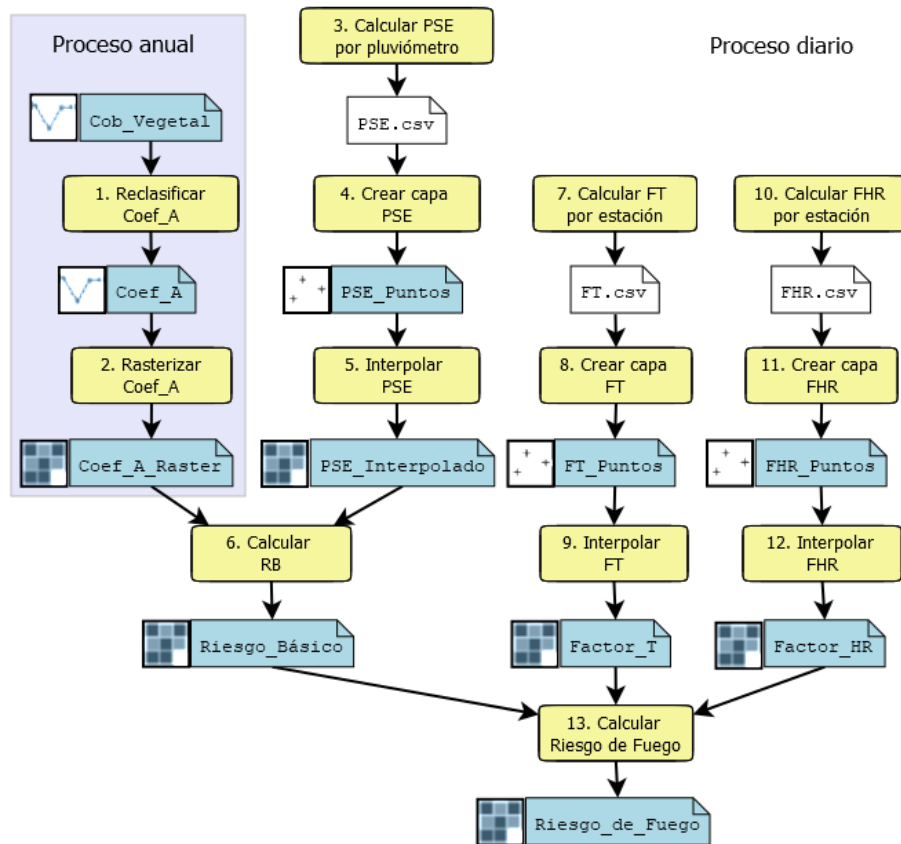 Proceso anual
3. Calcular PSE
por pluviómetro
Proceso diario
Cob_Vegetal
PSE.csv
1. Reclasificar
Coef_A
4. Crear capa
PSE
7. Calcular FT
por estación
10. Calcular FHR
por estación
Coef_A
PSE_Puntos
FT.csv
FHR.csv
2. Rasterizar
Coef_A
5. Interpolar
PSE
8. Crear capa
FT
11. Crear capa
FHR
Coef_A_Raster
PSE_Interpolado
FT_Puntos
FHR_Puntos
6. Calcular
RB
9. Interpolar
FT
12. Interpolar
FHR
Riesgo_Básico
Factor_T
Factor_HR
13. Calcular
Riesgo de Fuego
Riesgo_de_Fuego